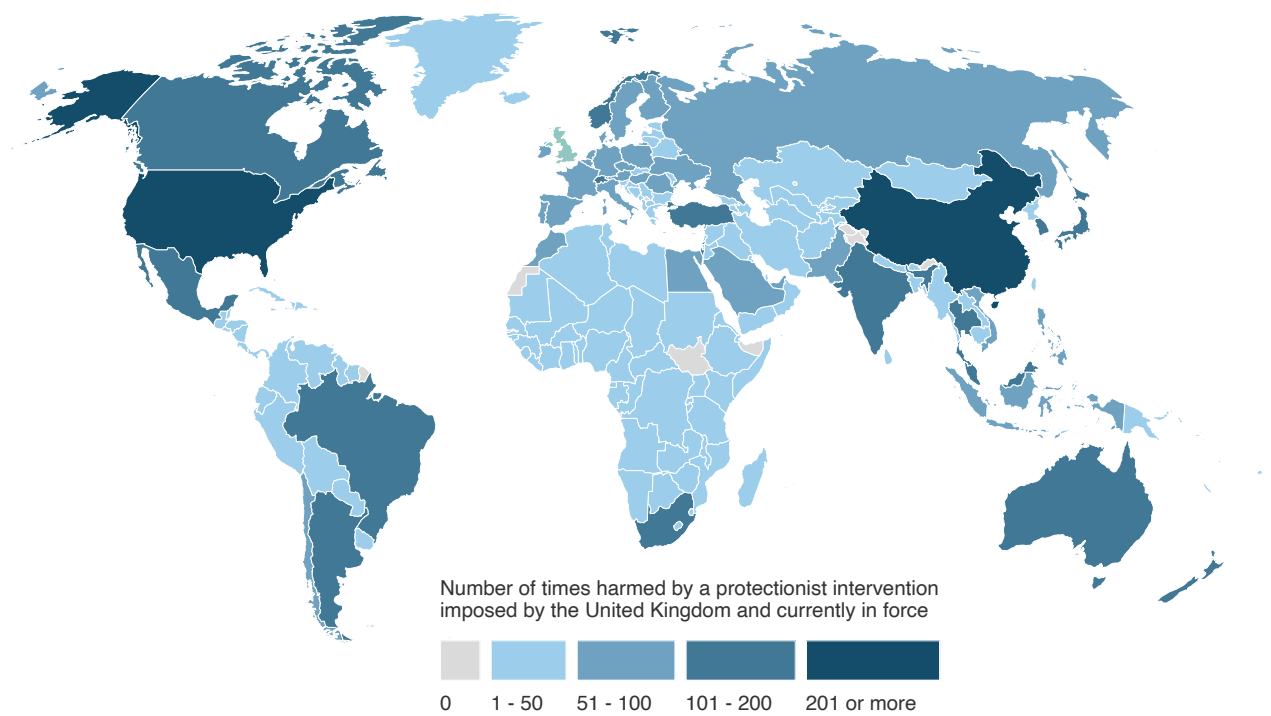 Number of times harmed by a protectionist intervention
imposed by the United Kingdom and currently in force
0 1 - 50 51 - 100 101 - 200 201 or more